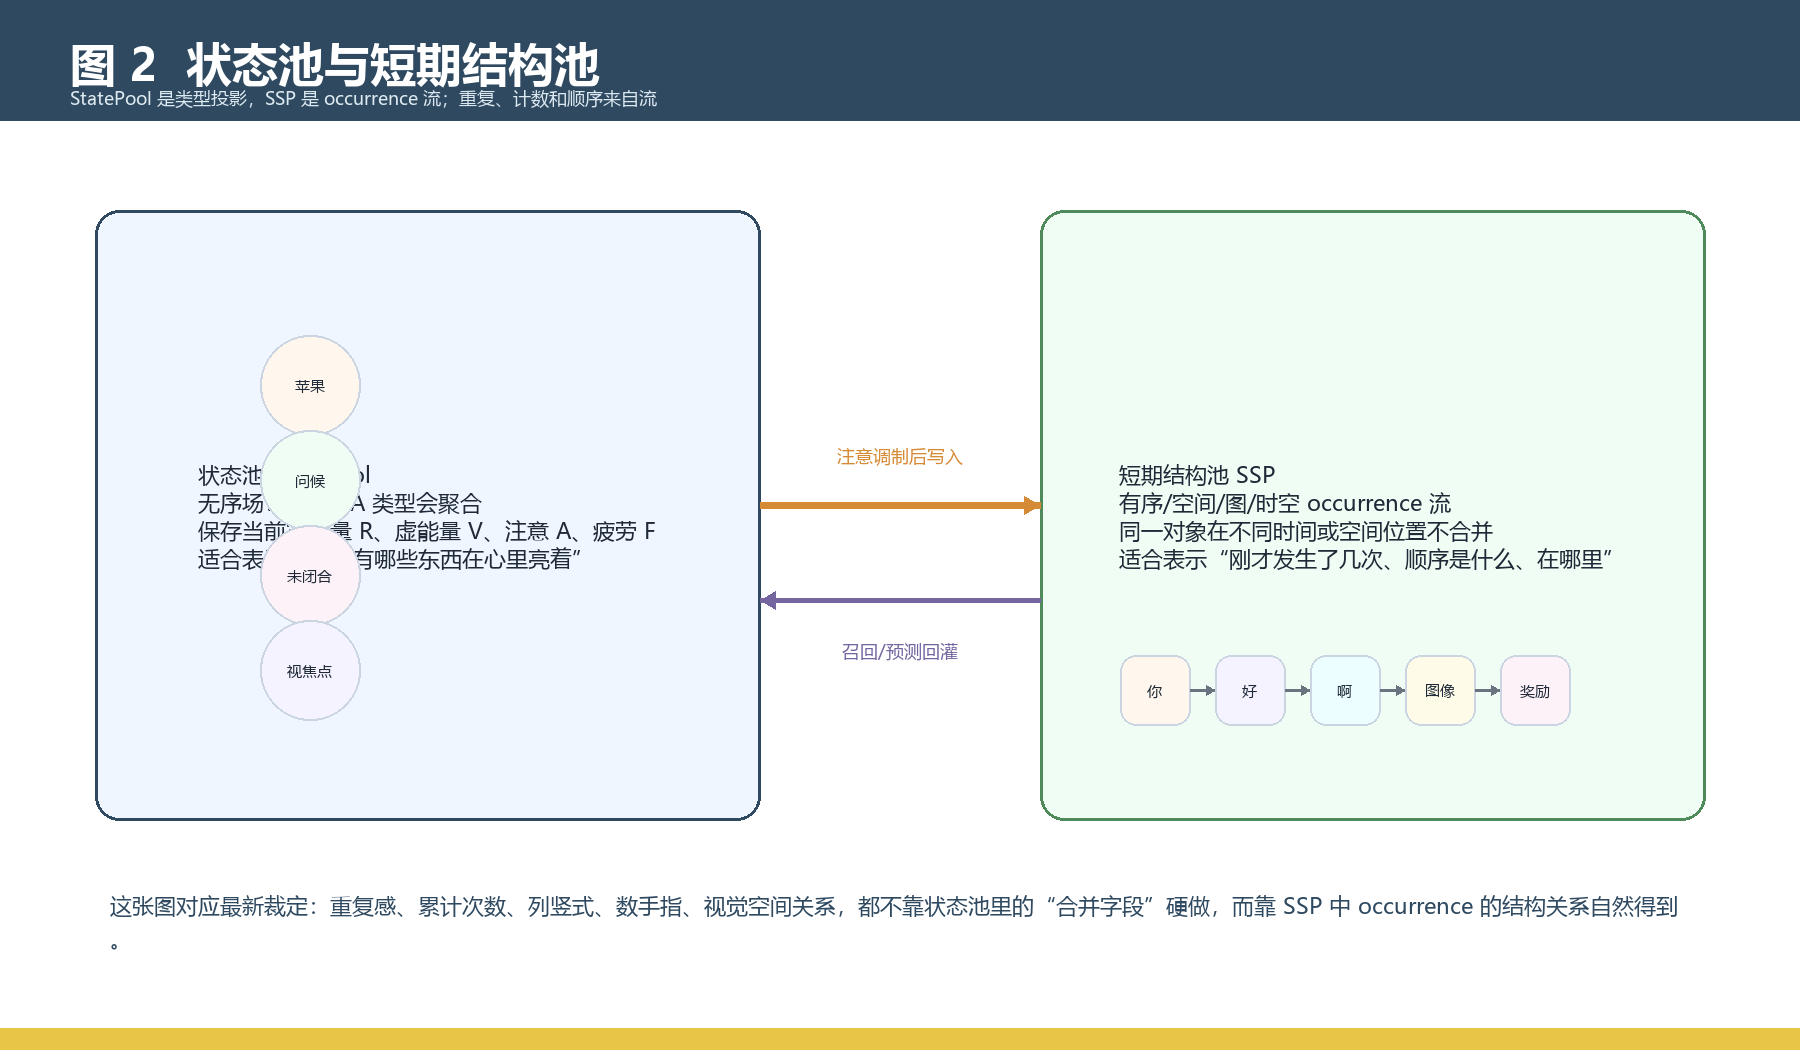 图 2 状态池与短期结构池
StatePool 是类型投影，SSP 是 occurrence 流；重复、计数和顺序来自流
苹果
问候
未闭合
视焦点
状态池 ol
无序场 A 类型会聚合
保存当前 量 R、虚能量 V、注意 A、疲劳 F
适合表 有哪些东西在心里亮着”
注意调制后写入
召回/预测回灌
短期结构池 SSP
有序/空间/图/时空 occurrence 流
同一对象在不同时间或空间位置不合并
适合表示“刚才发生了几次、顺序是什么、在哪里”
你
好
啊
图像
奖励
这张图对应最新裁定：重复感、累计次数、列竖式、数手指、视觉空间关系，都不靠状态池里的“合并字段”硬做，而靠 SSP 中 occurrence 的结构关系自然得到
。